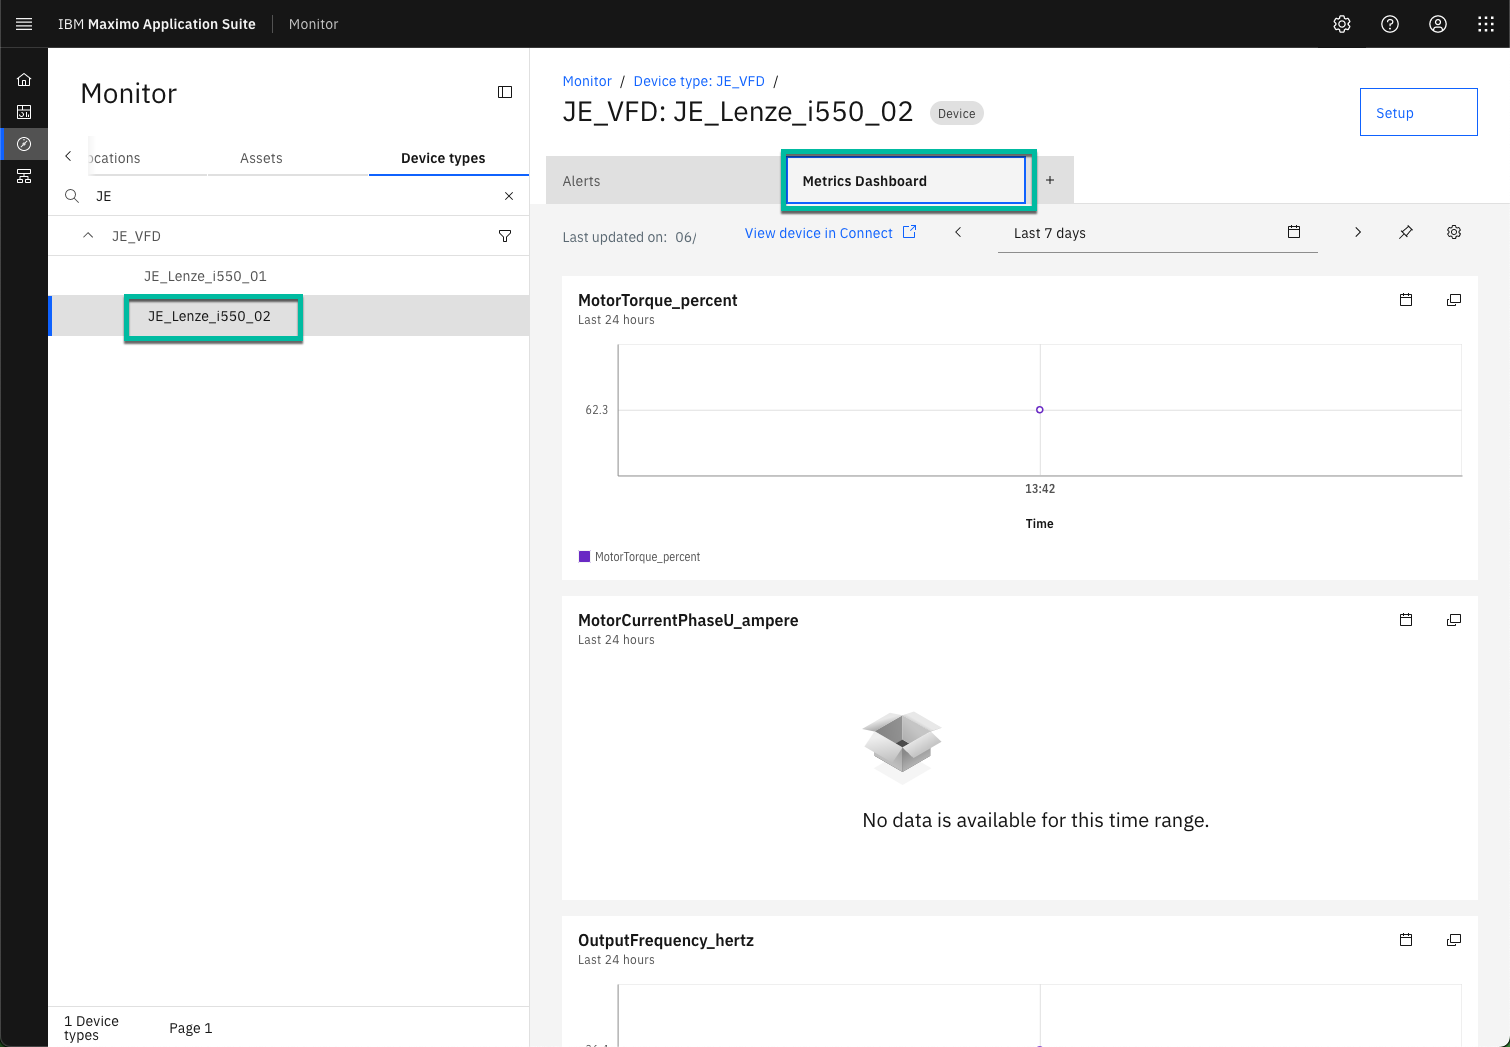 IBM Maximo Application Suite
Monitor
Monitor
ocations
Assets
Device types
JE
JE_VFD
JE_Lenze_i550_01
JE_Lenze_i550_02
1 Device types
Page 1
Monitor / Device type: JE_VFD /
JE_VFD: JE_Lenze_i550_02
Device
Setup
Alerts
Metrics Dashboard
+
Last updated on: 06/
View device in Connect
Last 7 days
MotorTorque_percent
Last 24 hours
62.3
13:42
Time
MotorTorque_percent
MotorCurrentPhaseU_ampere
Last 24 hours
No data is available for this time range.
OutputFrequency_hertz
Last 24 hours